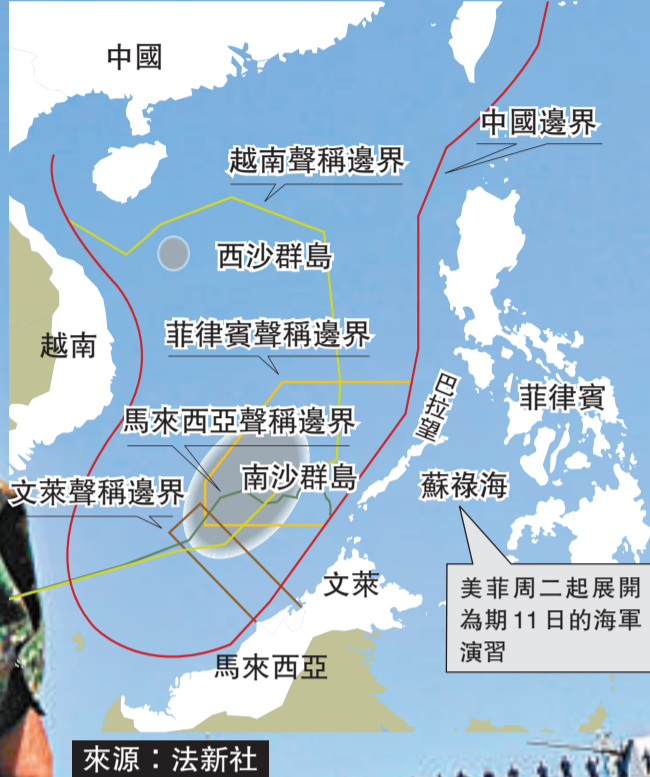 中國
中國邊界
越南聲稱邊界
西沙群島
越南
菲律賓聲稱邊界
巴拉望
菲律賓
馬來西亞聲稱邊界
南沙群島
文萊聲稱邊界
蘇祿海
文萊
美菲周二起展開
為期11日的海軍
演習
馬來西亞
來源：法新社